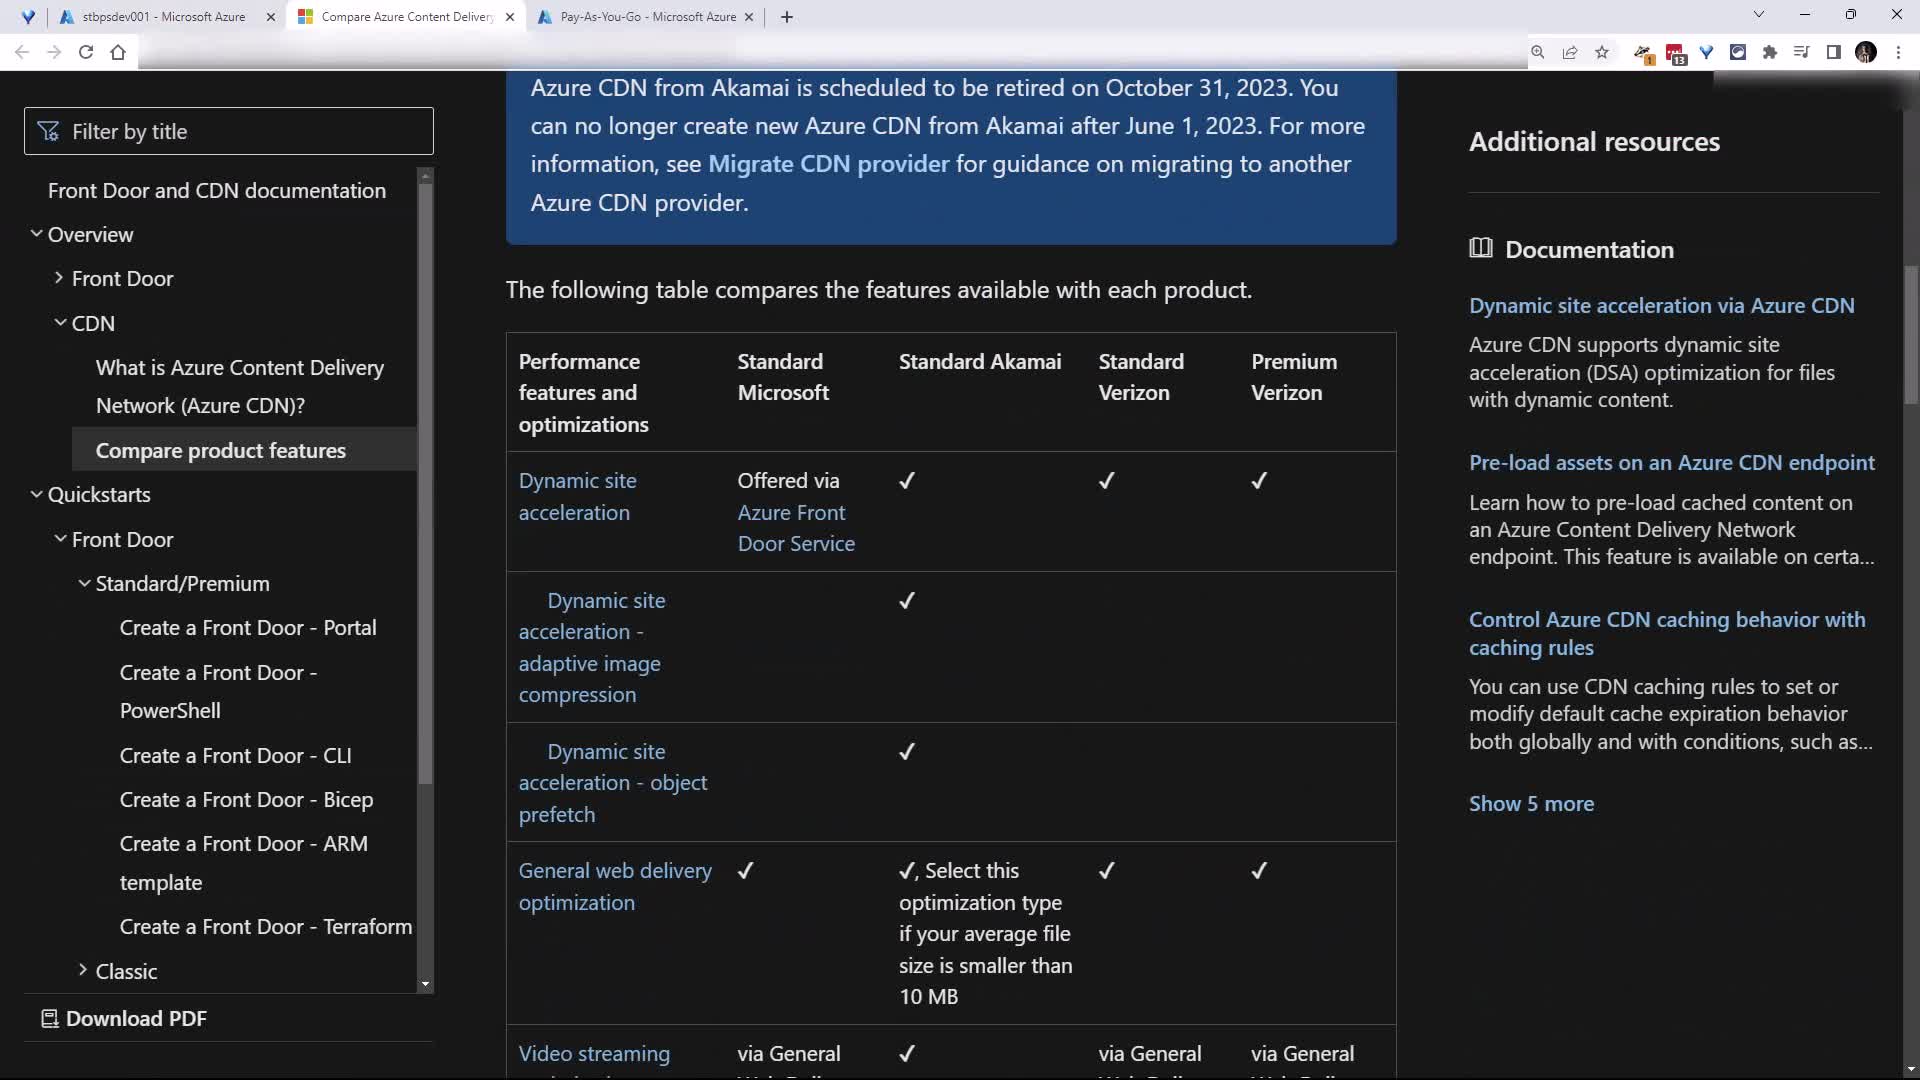 stbpsdev001 - Microsoft Azure
Compare Azure Content Delivery
Pay-As-You-Go - Microsoft Azure
1
13
Filter by title
Front Door and CDN documentation
Overview
Front Door
CDN
What is Azure Content Delivery
Network (Azure CDN)?
Compare product features
Quickstarts
Front Door
Standard/Premium
Create a Front Door - Portal
Create a Front Door -
PowerShell
Create a Front Door - CLI
Create a Front Door - Bicep
Create a Front Door - ARM
template
Create a Front Door - Terraform
Classic
Download PDF
Azure CDN from Akamai is scheduled to be retired on October 31, 2023. You
can no longer create new Azure CDN from Akamai after June 1, 2023. For more
information, see Migrate CDN provider for guidance on migrating to another
Azure CDN provider.
The following table compares the features available with each product.
Performance
features and
optimizations
Standard
Microsoft
Standard Akamai
Standard
Verizon
Premium
Verizon
Dynamic site
acceleration
Offered via
Azure Front
Door Service
✓
✓
✓
Dynamic site
acceleration -
adaptive image
compression
✓
Dynamic site
acceleration - object
prefetch
✓
General web delivery
optimization
✓
✓, Select this
optimization type
if your average file
size is smaller than
10 MB
✓
✓
Video streaming
via General
✓
via General
via General
Additional resources
Documentation
Dynamic site acceleration via Azure CDN
Azure CDN supports dynamic site
acceleration (DSA) optimization for files
with dynamic content.
Pre-load assets on an Azure CDN endpoint
Learn how to pre-load cached content on
an Azure Content Delivery Network
endpoint. This feature is available on certa...
Control Azure CDN caching behavior with
caching rules
You can use CDN caching rules to set or
modify default cache expiration behavior
both globally and with conditions, such as...
Show 5 more